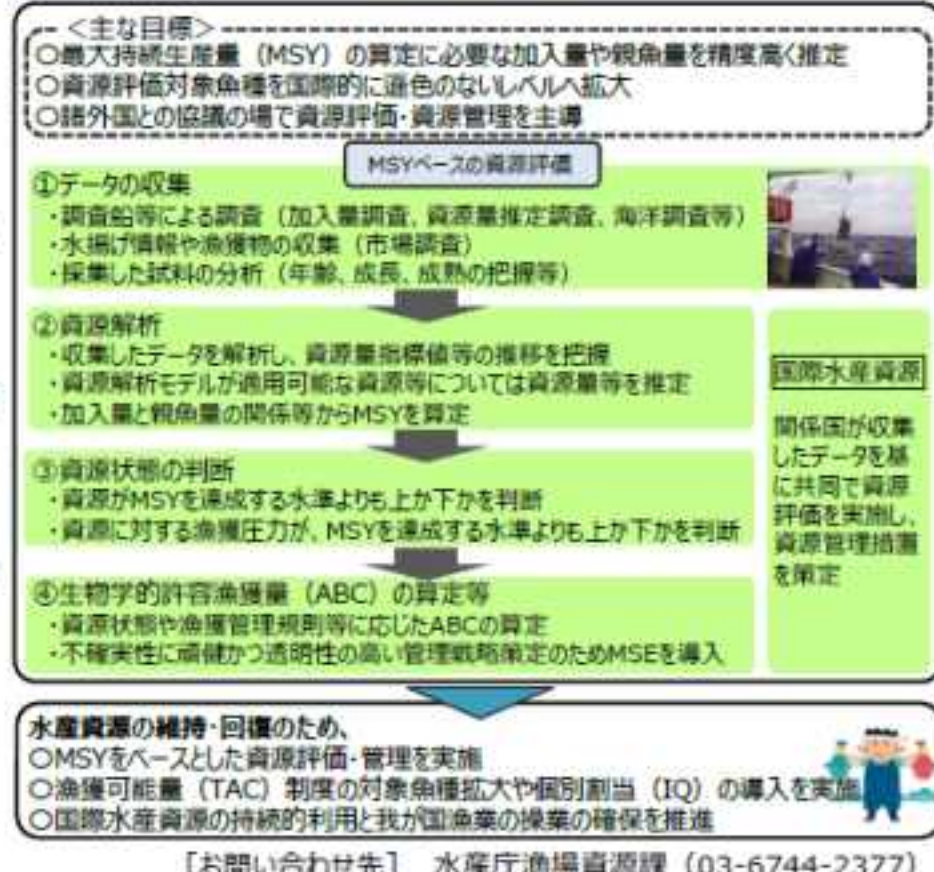 ＜主な目標＞
○最大持続生産量（MSY）の算定に必要な加入量や親魚量を精度高く推定
○資源評価対象魚種を国際的に遜色のないレベルへ拡大
○諸外国との協議の場で資源評価・資源管理を主導
MSYベースの資源評価
①データの収集
・調査船等による調査（加入量調査、資源量推定調査、海洋調査等）
・水揚げ情報や漁獲物の収集（市場調査）
・採集した試料の分析（年齢、成長、成熟の把握等）
②資源解析
・収集したデータを解析し、資源量指標値等の推移を把握
・資源解析モデルが適用可能な資源等については資源量等を推定
・加入量と親魚量の関係等からMSYを算定
③資源状態の判断
・資源がMSYを達成する水準よりも上か下かを判断
・資源に対する漁獲圧力が、MSYを達成する水準よりも上か下かを判断
④生物学的許容漁獲量（ABC）の算定等
・資源状態や漁獲管理規則等に応じたABCの算定
・不確実性に頑健かつ透明性の高い管理戦略策定のためMSEを導入
国際水産資源
関係国が収集
したデータを基
に共同で資源
評価を実施し、
資源管理措置
を策定
水産資源の維持・回復のため、
○MSYをベースとした資源評価・管理を実施
○漁獲可能量（TAC）制度の対象魚種拡大や個別割当（IQ）の導入を実施
○国際水産資源の持続的利用と我が国漁業の操業の確保を推進
［お問い合わせ先］　水産庁漁場資源課（03-6744-2377）